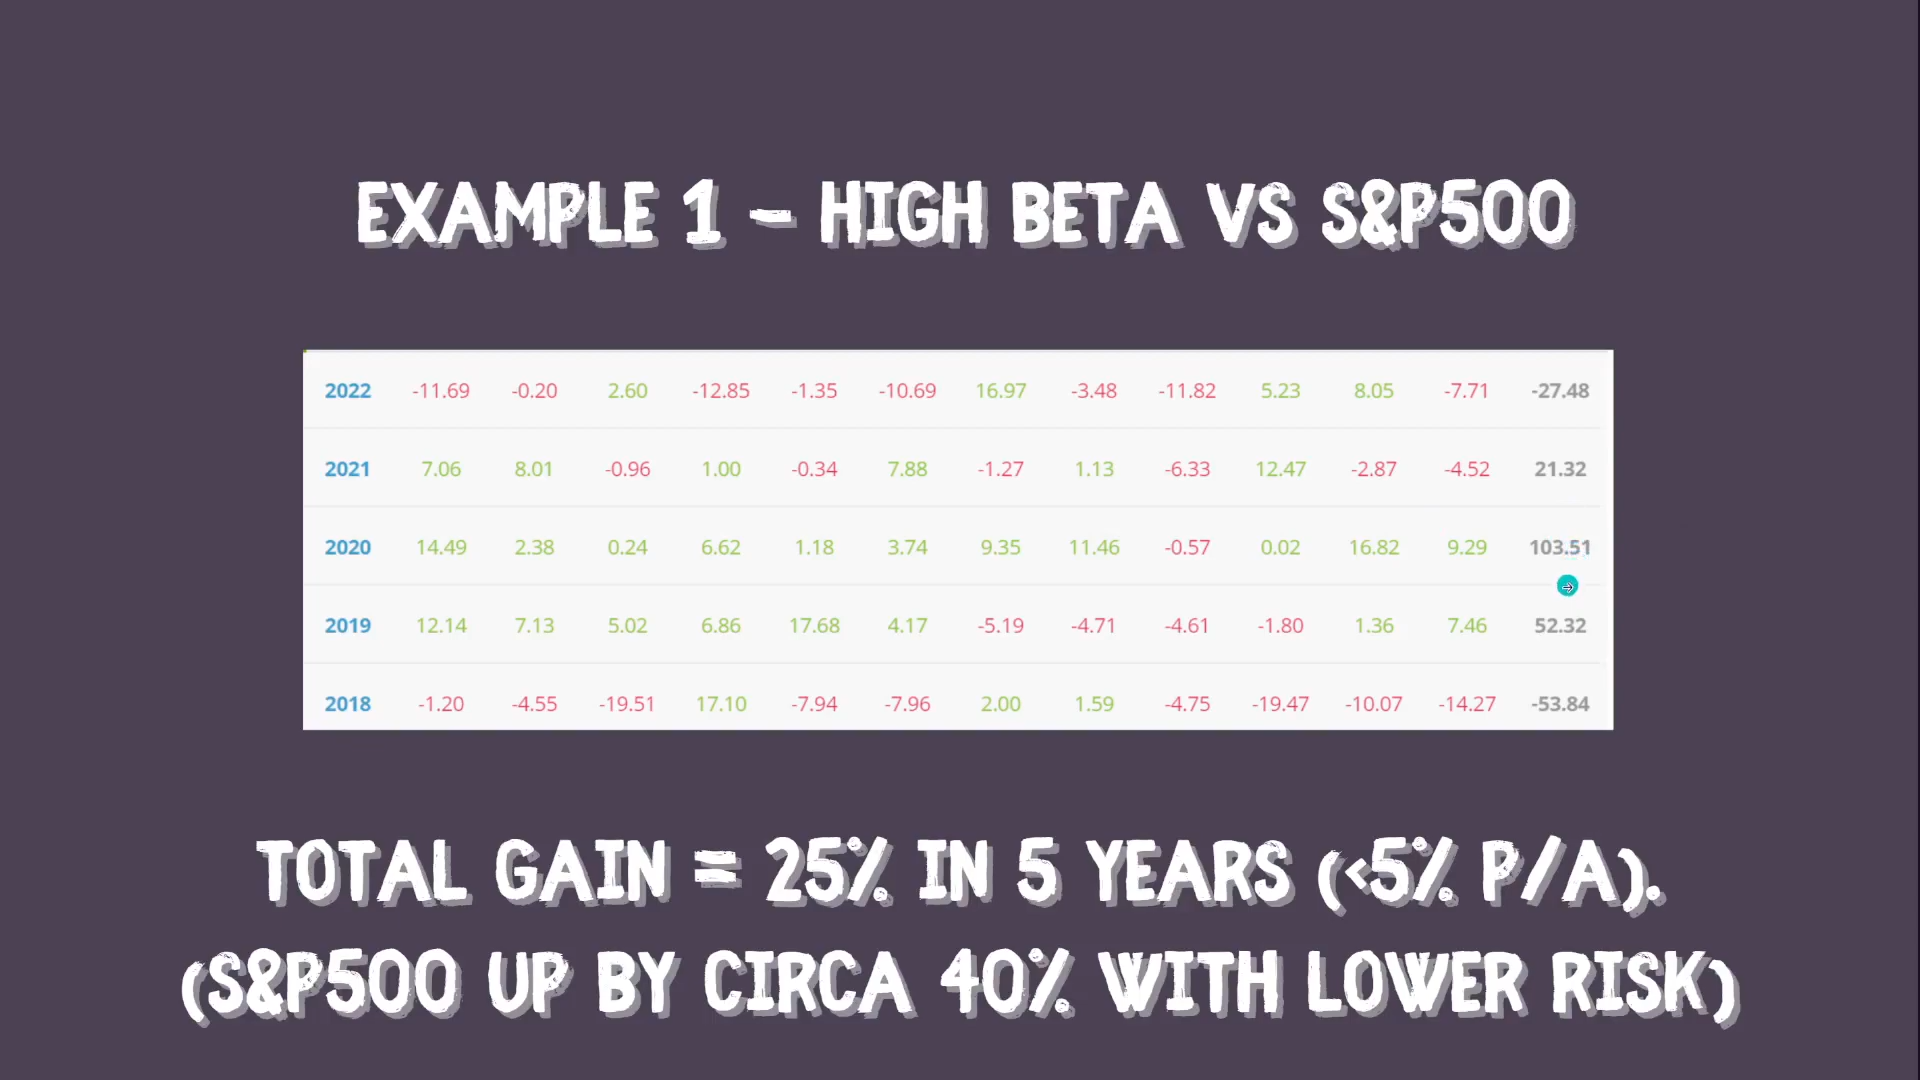 EXAMPLE 1 - HIGH BETA VS S&P500
2022 -11.69 -0.20 2.60 -12.85 -1.35 -10.69 16.97 -3.48 -11.82 5.23 8.05 -7.71 -27.48
2021 7.06 8.01 -0.96 1.00 -0.34 7.88 -1.27 1.13 -6.33 12.47 -2.87 -4.52 21.32
2020 14.49 2.38 0.24 6.62 1.18 3.74 9.35 11.46 -0.57 0.02 16.82 9.29 103.51
2019 12.14 7.13 5.02 6.86 17.68 4.17 -5.19 -4.71 -4.61 -1.80 1.36 7.46 52.32
2018 -1.20 -4.55 -19.51 17.10 -7.94 -7.96 2.00 1.59 -4.75 -19.47 -10.07 -14.27 -53.84
TOTAL GAIN = 25% IN 5 YEARS (<5% P/A).
(S&P500 UP BY CIRCA 40% WITH LOWER RISK)